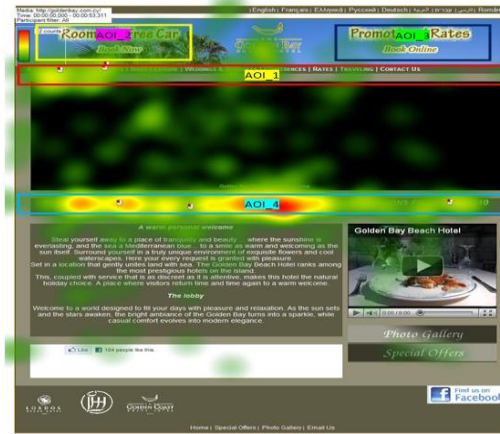 Media: http://goldenbay.com.cy/
Time: 00:00:00.000 - 00:00:53.311
Participant filter: All
English | Français | Ελληνικά | Русский | Deutsch |
AOI_2
Book Now
Golden Bay
AOI_3
Rates
Book Online
& | Rates | Traveling | Contact Us
AOI_1
AOI_4
A warm personal welcome
Steal yourself away to a place of tranquility and beauty ... where the sunshine is
everlasting, and the sea a Mediterranean blue ... to a smile as warm and welcoming as the
sun itself. Surround yourself in a truly unique environment of exquisite flowers and cool
waterscapes. Here your every request is granted with pleasure.
Set in a location that gently unites land with sea. The Golden Bay Beach Hotel ranks among
the most prestigious hotels on the island.
This, coupled with service that is as discreet as it is attentive, makes this hotel the natural
holiday choice. A place where visitors return time and time again to a warm welcome.
The lobby
Welcome to a world designed to fill your days with pleasure and relaxation. As the sun sets
and the stars awaken, the bright ambiance of the Golden Bay turns into a sparkle, while
casual comfort evolves into modern elegance.
Golden Bay Beach Hotel
Photo Gallery
Special Offers
Like
104 people like this.
Lordos
Golden Coast
Find us on
Facebook
Home | Special Offers | Photo Gallery | Email Us